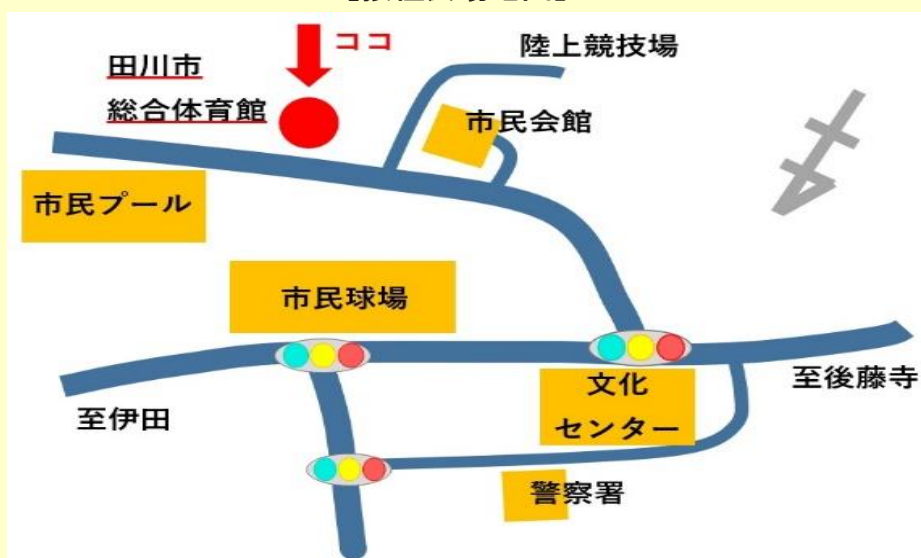 ココ
陸上競技場
田川市
総合体育館
市民会館
市民プール
市民球場
文化
センター
至後藤寺
至伊田
警察署